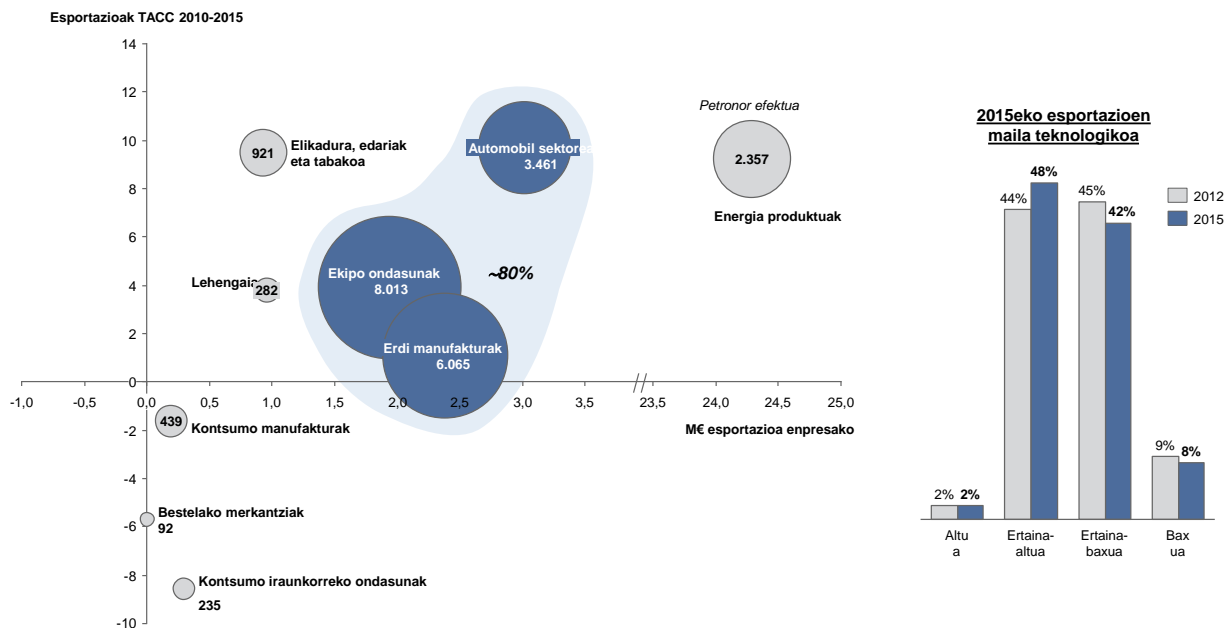 Esportazioak TACC 2010-2015
14
12
10
8
6
4
2
0
-2
-4
-6
-8
-10
-1,0
-0,5
0,0
0,5
1,0
1,5
2,0
2,5
3,0
3,5
23,5
24,0
24,5
25,0
M€ esportazioa enpresako
921
Elikadura, edariak
eta tabakoa
Lehengaia
282
Automobil sektorea
3.461
Ekipo ondasunak
8.013
~80%
Erdi manufakturak
6.065
Petronor efektua
2.357
Energia produktuak
439
Kontsumo manufakturak
Bestelako merkantziak
92
Kontsumo iraunkorreko ondasunak
235
2015eko esportazioen
maila teknologikoa
2012
2015
2%
2%
44%
48%
45%
42%
9%
8%
Altu
a
Ertaina-
altua
Ertaina-
baxua
Bax
ua